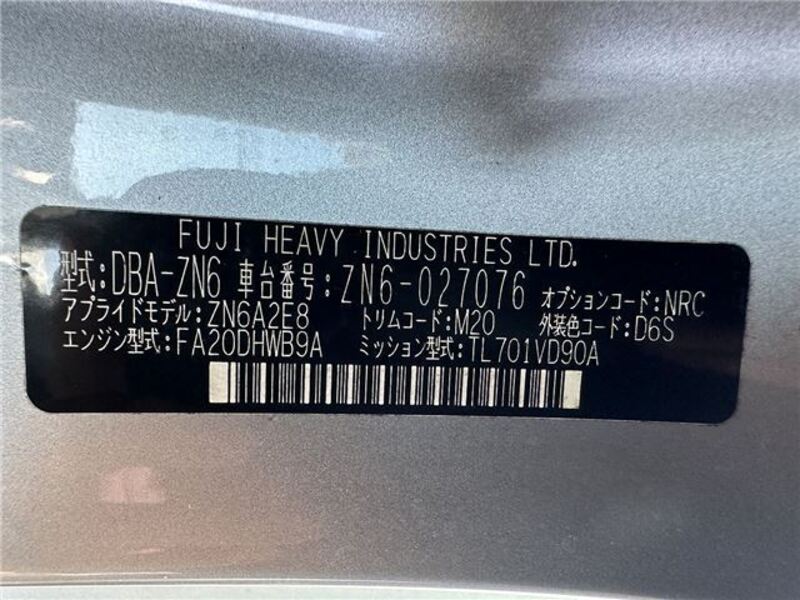 FUJI HEAVY INDUSTRIES LTD.
型式:DBA-ZN6 車台番号:ZN6-027076 オプションコード:NRC
アプライドモデル:ZN6A2E8 トリムコード:M20 外装色コード:D6S
エンジン型式:FA20DHWB9A ミッション型式:TL701VD90A